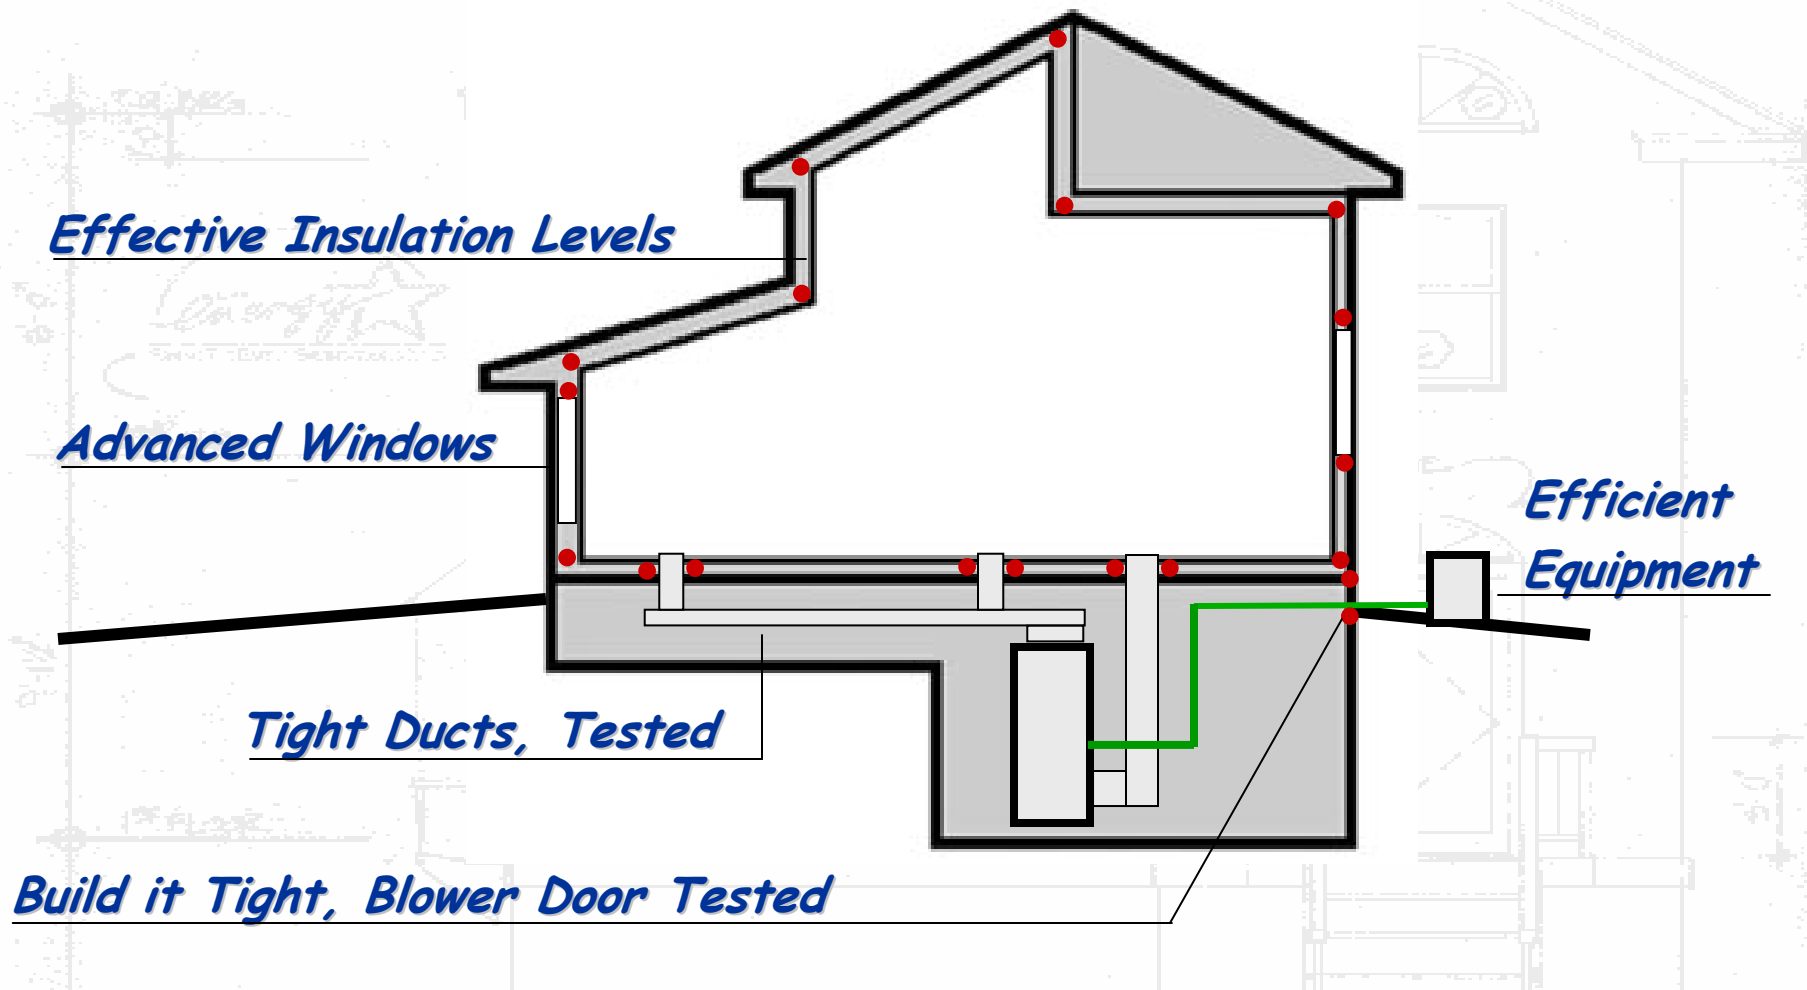 Effective Insulation Levels
Advanced Windows
Efficient
Equipment
Tight Ducts, Tested
Build it Tight, Blower Door Tested